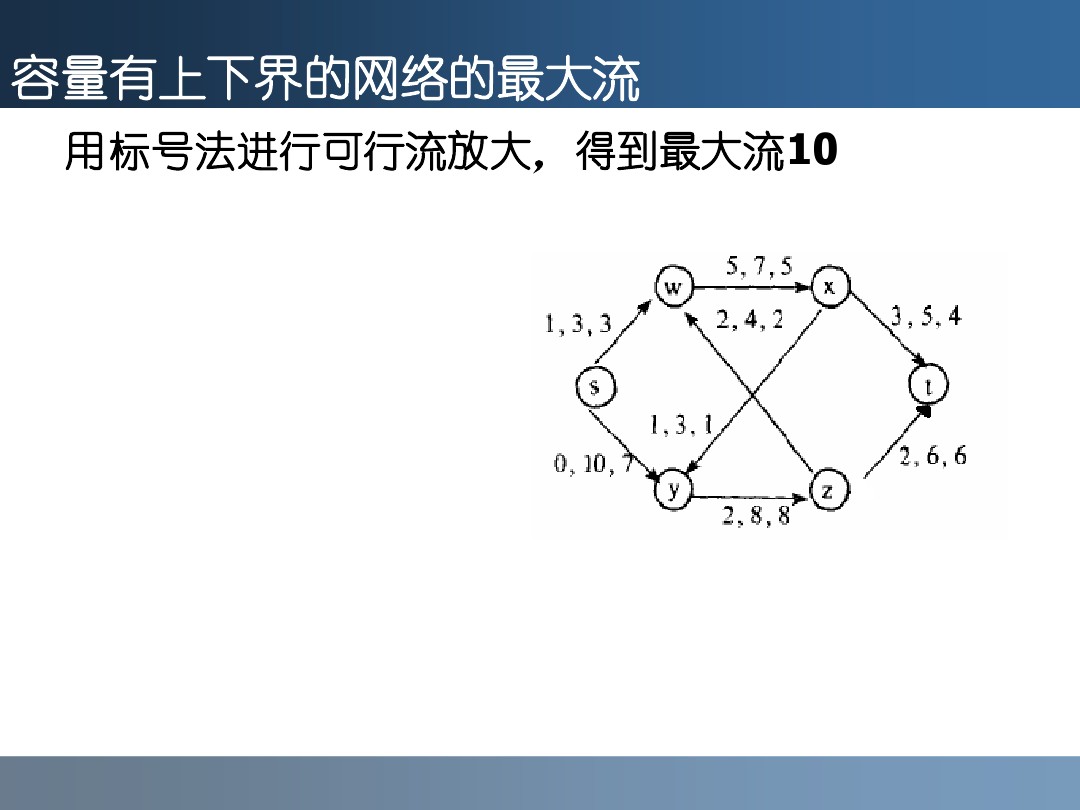 容量有上下界的网络的最大流
用标号法进行可行流放大，得到最大流10
5, 7, 5
w
x
1, 3, 3
2, 4, 2
3, 5, 4
s
t
1, 3, 1
0, 10, 7
2, 6, 6
y
z
2, 8, 8